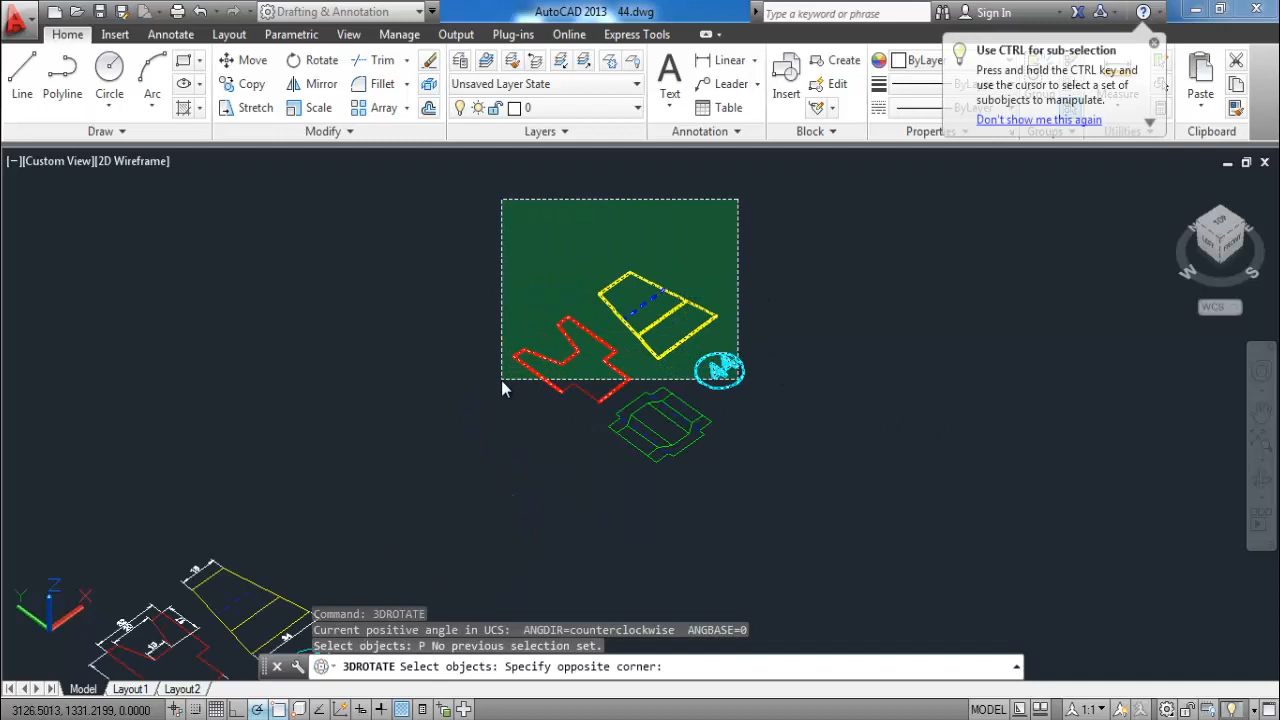 Drafting & Annotation
AutoCAD 2013 44.dwg
Type a keyword or phrase
Sign In
Home Insert Annotate Layout Parametric View Manage Output Plug-ins Online Express Tools
Line
Polyline
Circle
Arc
Move
Rotate
Trim
Copy
Mirror
Fillet
Stretch
Scale
Array
Unsaved Layer State
0
Text
Linear
Leader
Table
Insert
Create
Edit
ByLayer
Measure
Paste
Draw
Modify
Layers
Annotation
Block
Properties
Groups
Utilities
Clipboard
Use CTRL for sub-selection
Press and hold the CTRL key and
use the cursor to select a set of
subobjects to manipulate.
Don't show me this again
[−][Custom View][2D Wireframe]
TOP
LEFT
FRONT
W
S
WCS
Z
Y
X
Command: 3DROTATE
Current positive angle in UCS: ANGDIR=counterclockwise ANGBASE=0
Select objects: P No previous selection set.
3DROTATE Select objects: Specify opposite corner:
Model Layout1 Layout2
3126.5013, 1331.2199, 0.0000
MODEL
1:1